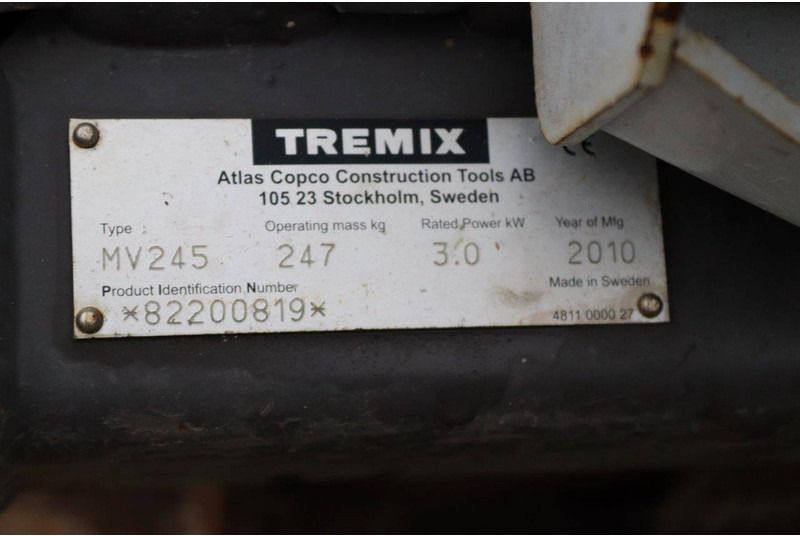 TREMIX
CE
Atlas Copco Construction Tools AB
105 23 Stockholm, Sweden
Type Operating mass kg Rated Power kW Year of Mfg
MV245 247 3.0 2010
Product Identification Number Made in Sweden
*82200819* 4811 0000 27